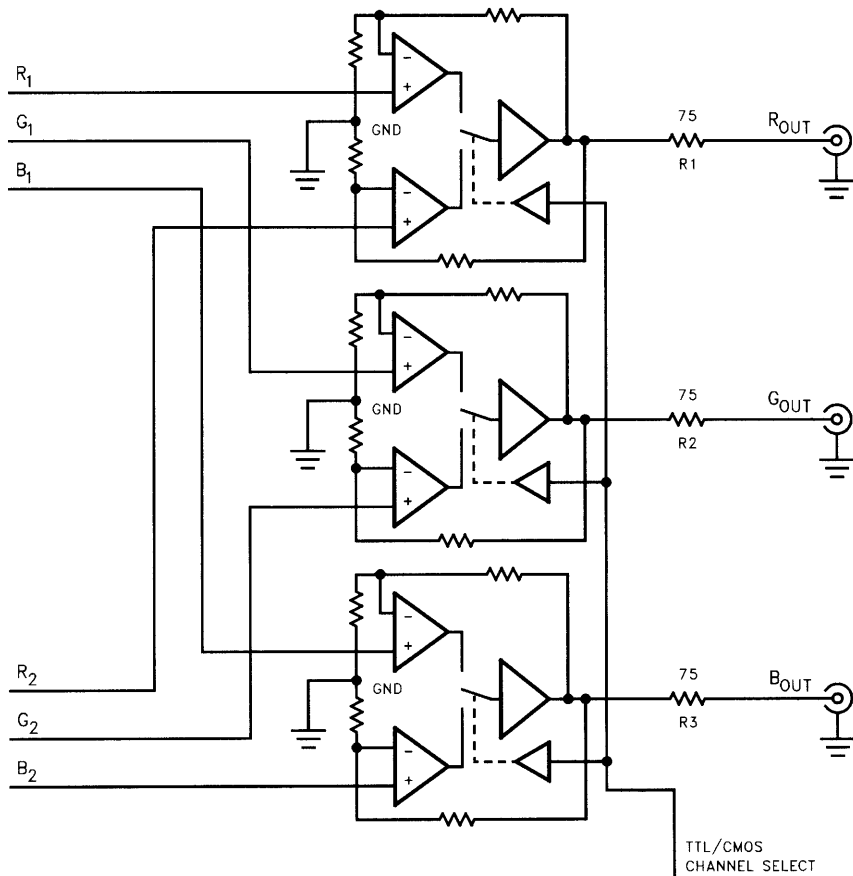 R1
G1
B1
R2
G2
B2
−
+
GND
−
+
75
R1
ROUT
−
+
GND
−
+
75
R2
GOUT
−
+
GND
−
+
75
R3
BOUT
TTL/CMOS
CHANNEL SELECT